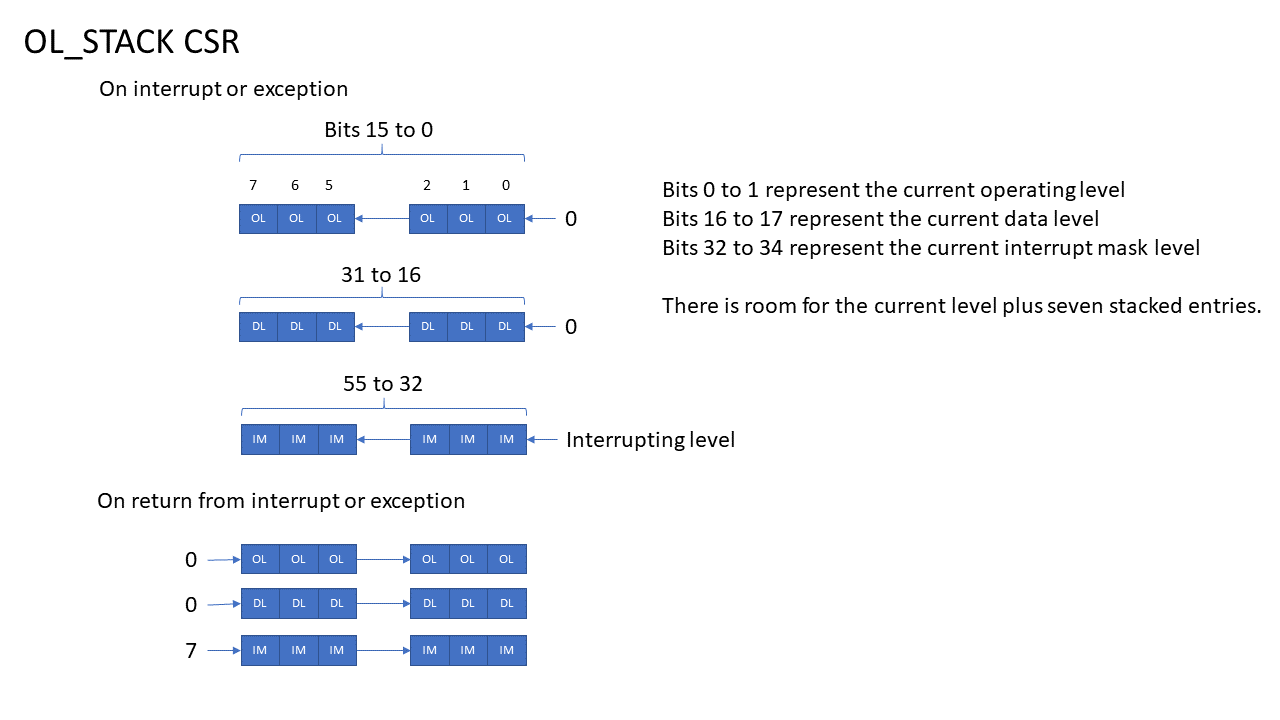 OL_STACK CSR
On interrupt or exception
Bits 15 to 0
7 6 5 2 1 0
OL OL OL OL OL OL 0
31 to 16
DL DL DL DL DL DL 0
55 to 32
IM IM IM IM IM IM Interrupting level
Bits 0 to 1 represent the current operating level
Bits 16 to 17 represent the current data level
Bits 32 to 34 represent the current interrupt mask level
There is room for the current level plus seven stacked entries.
On return from interrupt or exception
0 OL OL OL OL OL OL
0 DL DL DL DL DL DL
7 IM IM IM IM IM IM